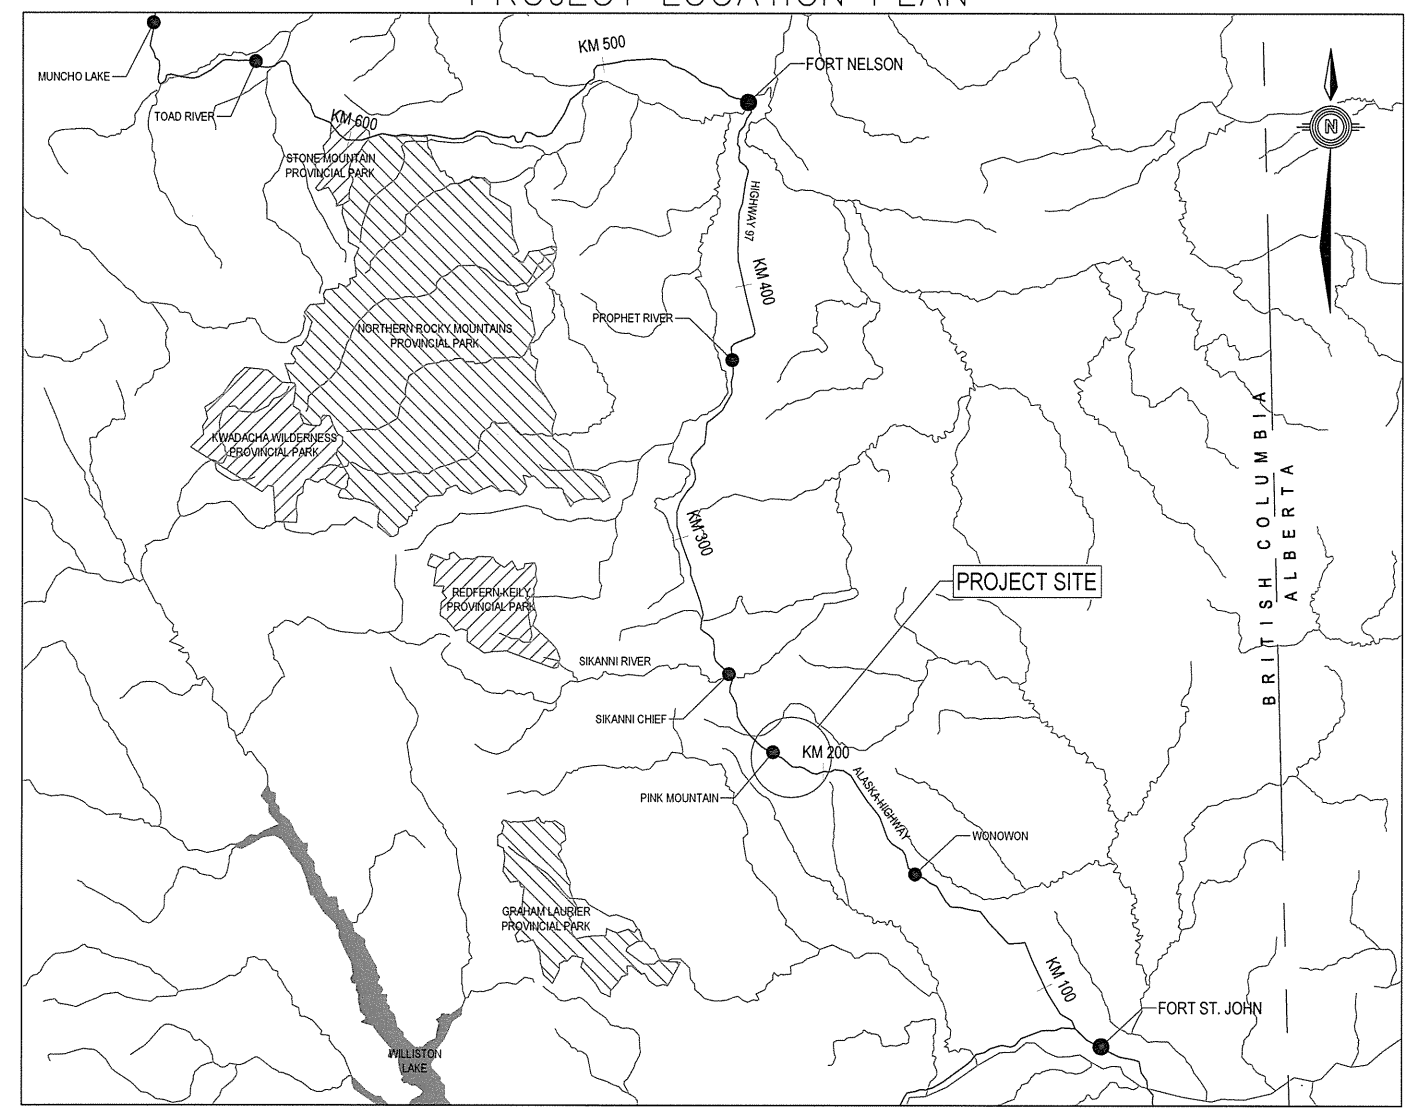 PROJECT LOCATION PLAN
KM 500
FORT NELSON
MUNCHO LAKE
TOAD RIVER
KM 600
N
STONE MOUNTAIN
PROVINCIAL PARK
HIGHWAY 97
KM 400
PROPHET RIVER
NORTHERN ROCKY MOUNTAINS
PROVINCIAL PARK
KWADACHA WILDERNESS
PROVINCIAL PARK
BRITISH COLUMBIA
ALBERTA
KM 300
PROJECT SITE
REDFERN-KEILY
PROVINCIAL PARK
SIKANNI RIVER
SIKANNI CHIEF
KM 200
PINK MOUNTAIN
ALASKA HIGHWAY
WONOWON
GRAHAM LAURIER
PROVINCIAL PARK
KM 100
FORT ST. JOHN
WILLISTON
LAKE